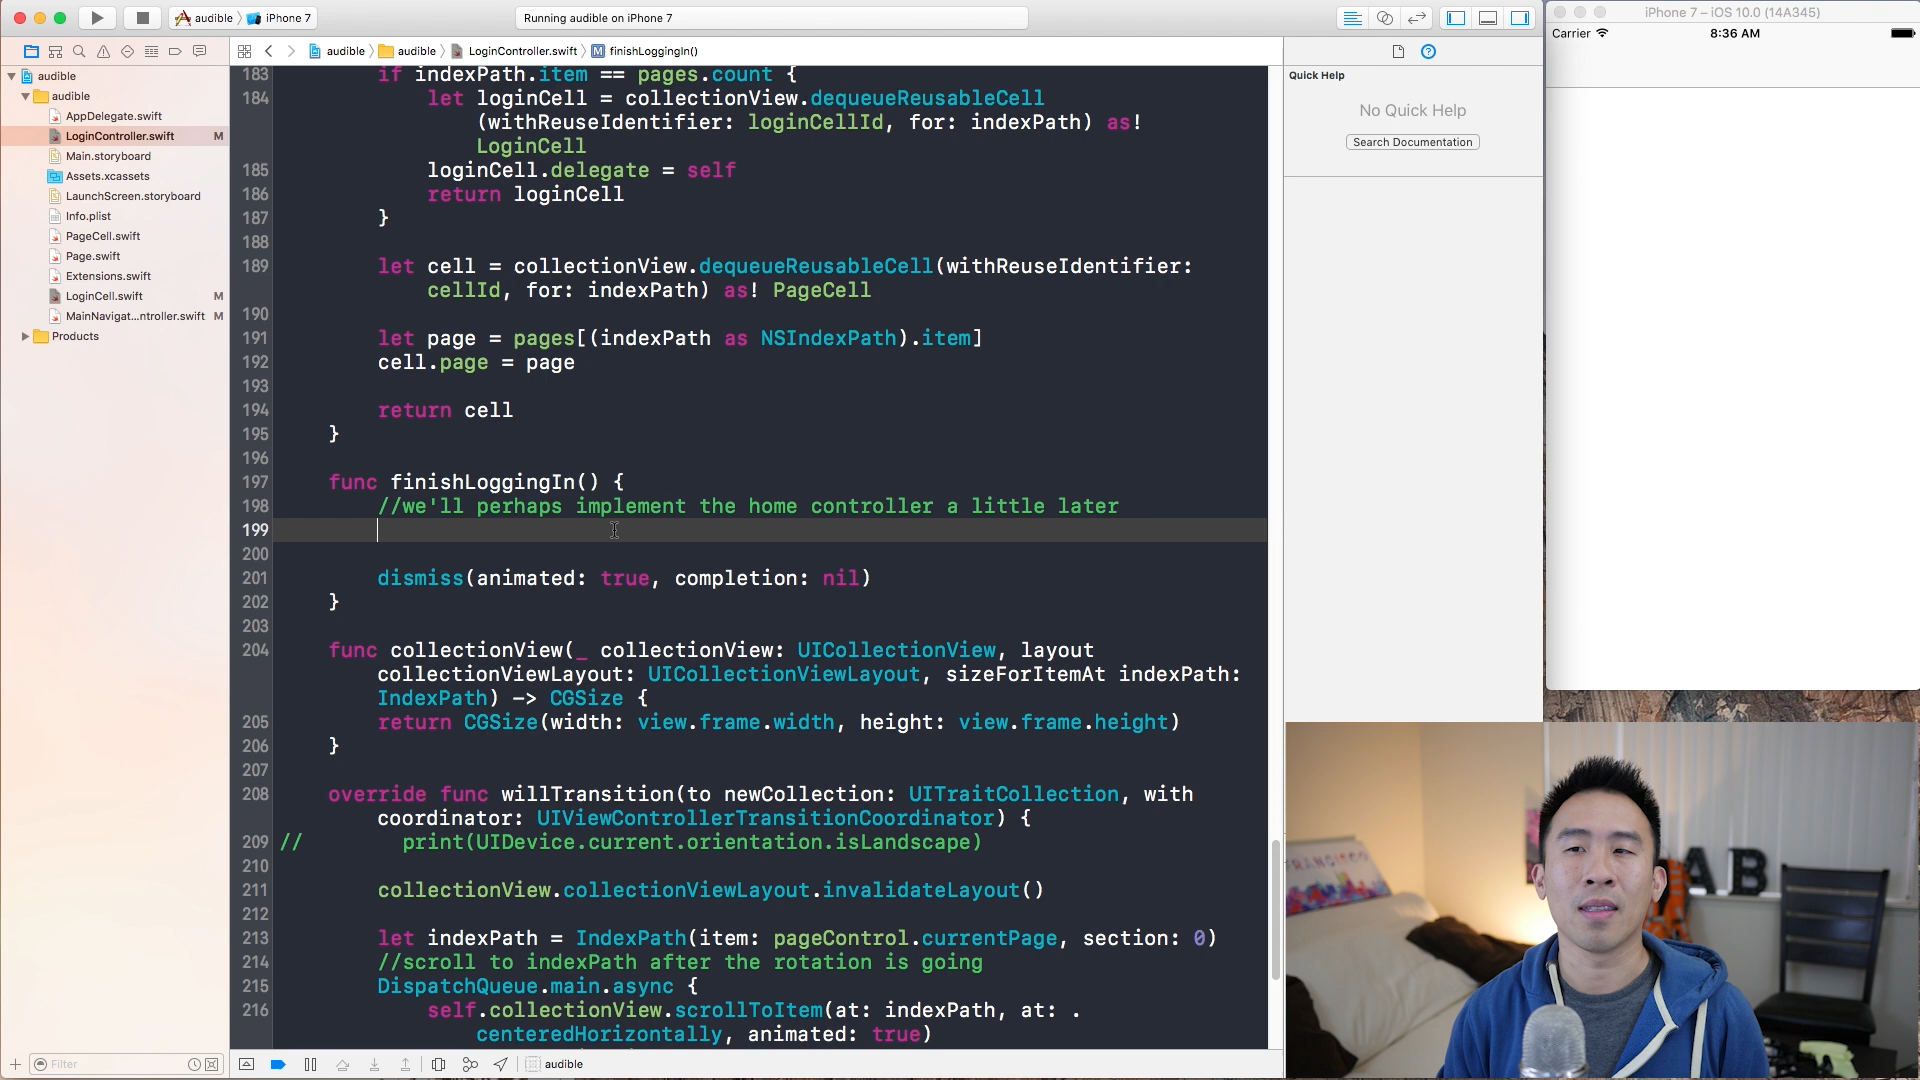 audible
iPhone 7
Running audible on iPhone 7
iPhone 7 – iOS 10.0 (14A345)
Carrier
8:36 AM
audible
audible
LoginController.swift
finishLoggingIn()
Quick Help
No Quick Help
Search Documentation
audible
audible
AppDelegate.swift
LoginController.swift M
Main.storyboard
Assets.xcassets
LaunchScreen.storyboard
Info.plist
PageCell.swift
Page.swift
Extensions.swift
LoginCell.swift M
MainNavigat...ntroller.swift M
Products
183 if indexPath.item == pages.count {
184 let loginCell = collectionView.dequeueReusableCell
(withReuseIdentifier: loginCellId, for: indexPath) as!
LoginCell
185 loginCell.delegate = self
186 return loginCell
187 }
188
189 let cell = collectionView.dequeueReusableCell(withReuseIdentifier:
cellId, for: indexPath) as! PageCell
190
191 let page = pages[(indexPath as NSIndexPath).item]
192 cell.page = page
193
194 return cell
195 }
196
197 func finishLoggingIn() {
198 //we'll perhaps implement the home controller a little later
199
200
201 dismiss(animated: true, completion: nil)
202 }
203
204 func collectionView(_ collectionView: UICollectionView, layout
collectionViewLayout: UICollectionViewLayout, sizeForItemAt indexPath:
IndexPath) -> CGSize {
205 return CGSize(width: view.frame.width, height: view.frame.height)
206 }
207
208 override func willTransition(to newCollection: UITraitCollection, with
coordinator: UIViewControllerTransitionCoordinator) {
209 // print(UIDevice.current.orientation.isLandscape)
210
211 collectionView.collectionViewLayout.invalidateLayout()
212
213 let indexPath = IndexPath(item: pageControl.currentPage, section: 0)
214 //scroll to indexPath after the rotation is going
215 DispatchQueue.main.async {
216 self.collectionView.scrollToItem(at: indexPath, at: .
centeredHorizontally, animated: true)
Filter
audible